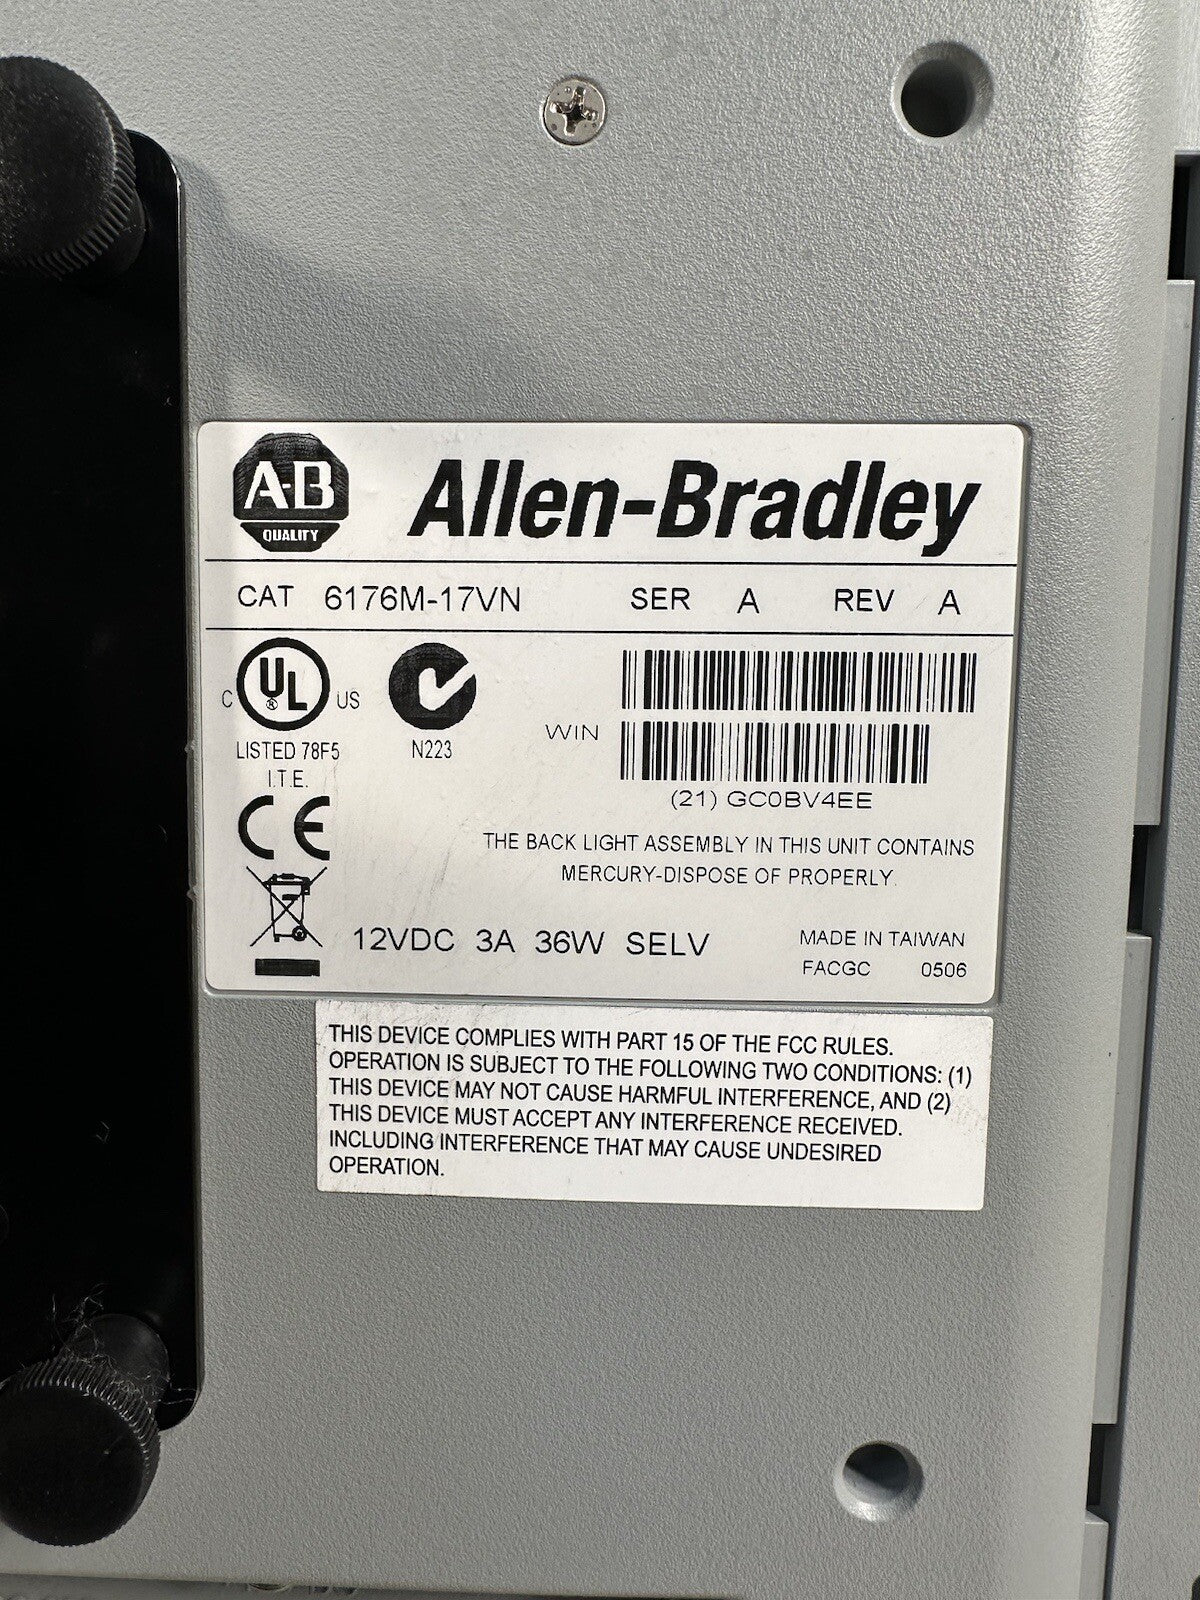 A-B
QUALITY
Allen-Bradley
CAT 6176M-17VN SER A REV A
C UL ® US
LISTED 78F5
I.T.E.
N223
WIN
(21) GC0BV4EE
CE
THE BACK LIGHT ASSEMBLY IN THIS UNIT CONTAINS
MERCURY-DISPOSE OF PROPERLY.
12VDC 3A 36W SELV
MADE IN TAIWAN
FACGC 0506
THIS DEVICE COMPLIES WITH PART 15 OF THE FCC RULES.
OPERATION IS SUBJECT TO THE FOLLOWING TWO CONDITIONS: (1)
THIS DEVICE MAY NOT CAUSE HARMFUL INTERFERENCE, AND (2)
THIS DEVICE MUST ACCEPT ANY INTERFERENCE RECEIVED.
INCLUDING INTERFERENCE THAT MAY CAUSE UNDESIRED
OPERATION.